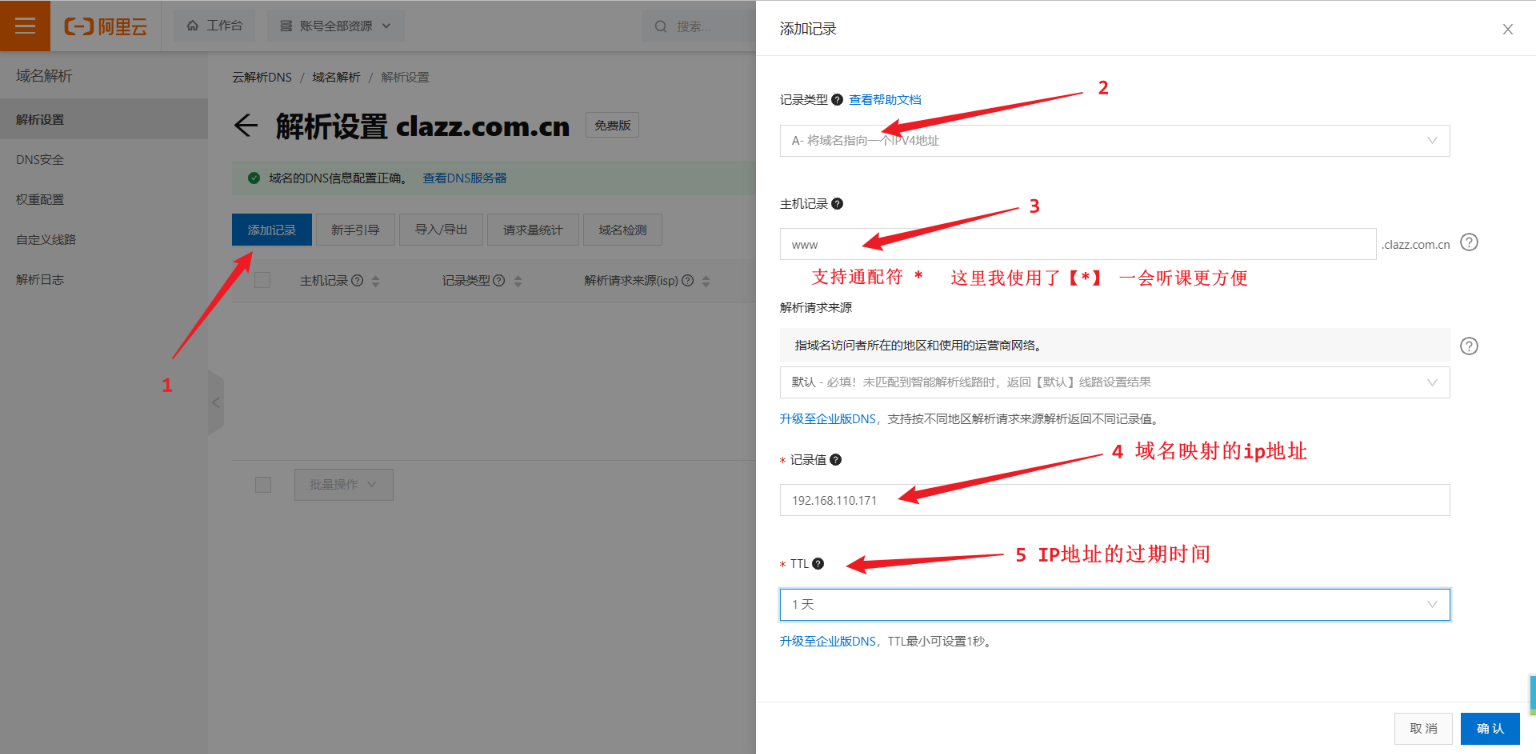 阿里云
工作台
账号全部资源
搜索...
域名解析
解析设置
DNS安全
权重配置
自定义线路
解析日志
云解析DNS / 域名解析 / 解析设置
解析设置 clazz.com.cn
免费版
域名的DNS信息配置正确。 查看DNS服务器
添加记录
新手引导
导入/导出
请求量统计
域名检测
主机记录
记录类型
解析请求来源(isp)
1
批量操作
添加记录
记录类型 查看帮助文档
2
A- 将域名指向一个IPV4地址
主机记录
3
www
.clazz.com.cn
支持通配符 * 这里我使用了【*】 一会听课更方便
解析请求来源
指域名访问者所在的地区和使用的运营商网络。
默认 - 必填！未匹配到智能解析线路时，返回【默认】线路设置结果
升级至企业版DNS，支持按不同地区解析请求来源解析返回不同记录值。
* 记录值
4 域名映射的ip地址
192.168.110.171
* TTL
5 IP地址的过期时间
1 天
升级至企业版DNS，TTL最小可设置1秒。
取 消
确 认